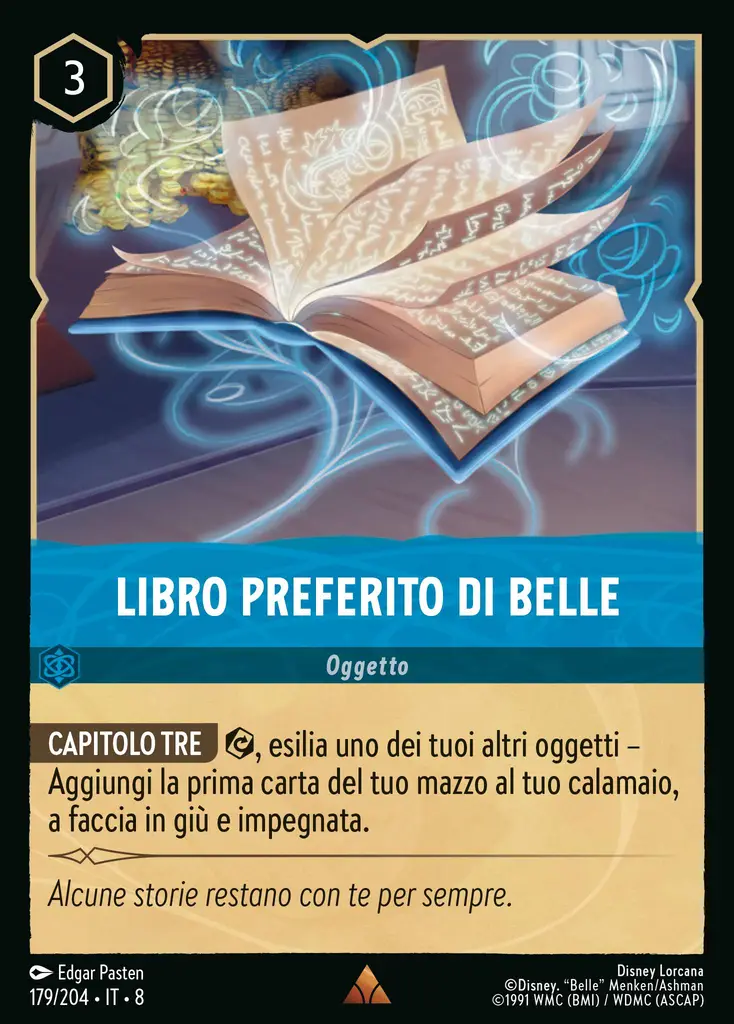 3
LIBRO PREFERITO DI BELLE
Oggetto
CAPITOLO TRE , esilia uno dei tuoi altri oggetti –
Aggiungi la prima carta del tuo mazzo al tuo calamaio,
a faccia in giù e impegnata.
Alcune storie restano con te per sempre.
Edgar Pasten
179/204 • IT • 8
Disney Lorcana
©Disney. “Belle” Menken/Ashman
©1991 WMC (BMI) / WDMC (ASCAP)